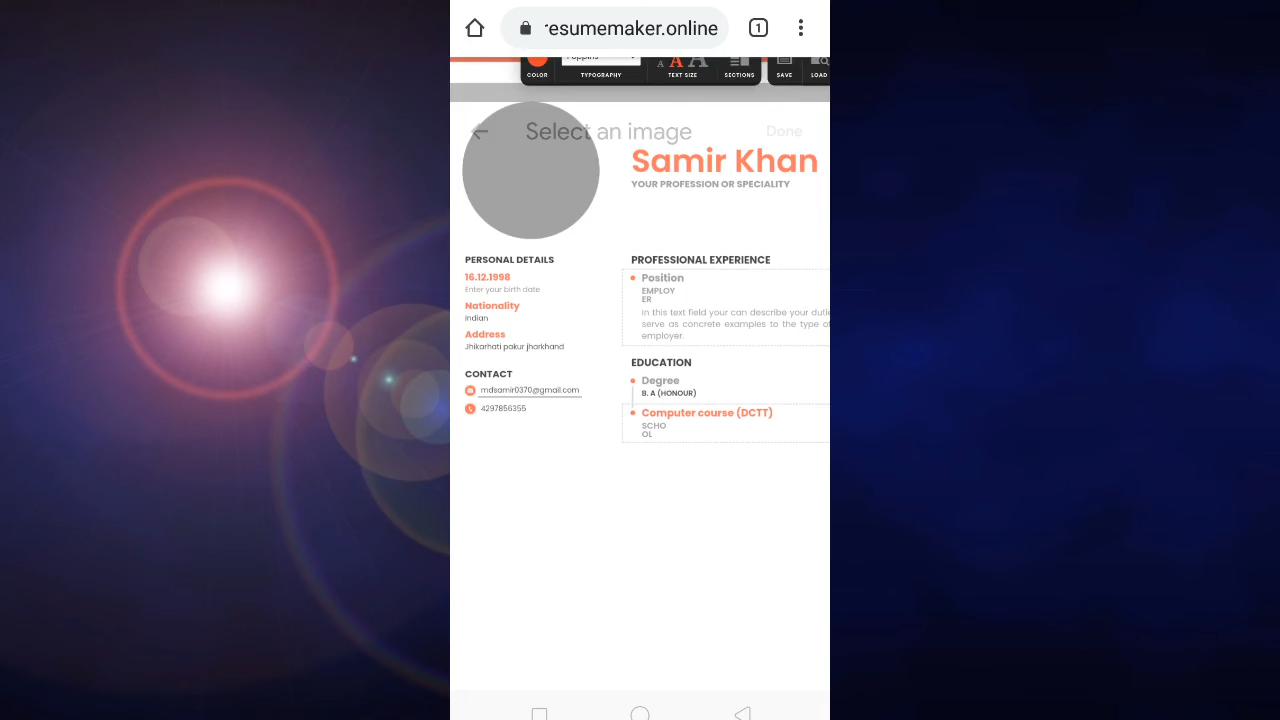 resumemaker.online
1
Poppins
A A A
COLOR
TYPOGRAPHY
TEXT SIZE
SECTIONS
SAVE
LOAD
Select an image
Done
Samir Khan
YOUR PROFESSION OR SPECIALITY
PERSONAL DETAILS
16.12.1998
Enter your birth date
Nationality
Indian
Address
Jhikarhati pakur jharkhand
CONTACT
mdsamir0370@gmail.com
4297856355
PROFESSIONAL EXPERIENCE
Position
EMPLOY
ER
In this text field your can describe your duti
serve as concrete examples to the type of
employer.
EDUCATION
Degree
B. A (HONOUR)
Computer course (DCTT)
SCHO
OL